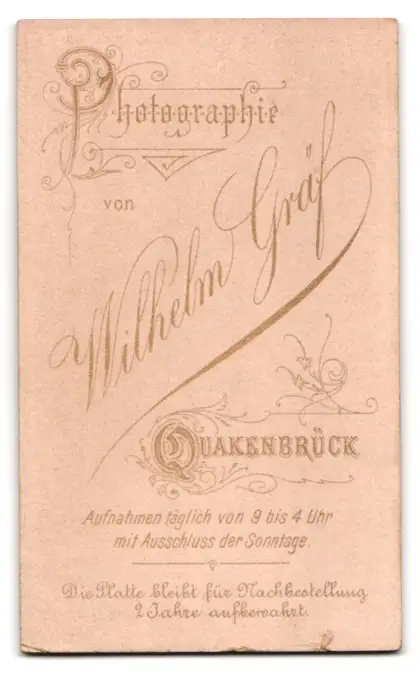 Photographie
von
Wilhelm Gräf
QUAKENBRÜCK
Aufnahmen täglich von 9 bis 4 Uhr
mit Ausschluss der Sonntage.
Die Platte bleibt für Nachbestellung
2 Jahre aufbewahrt.